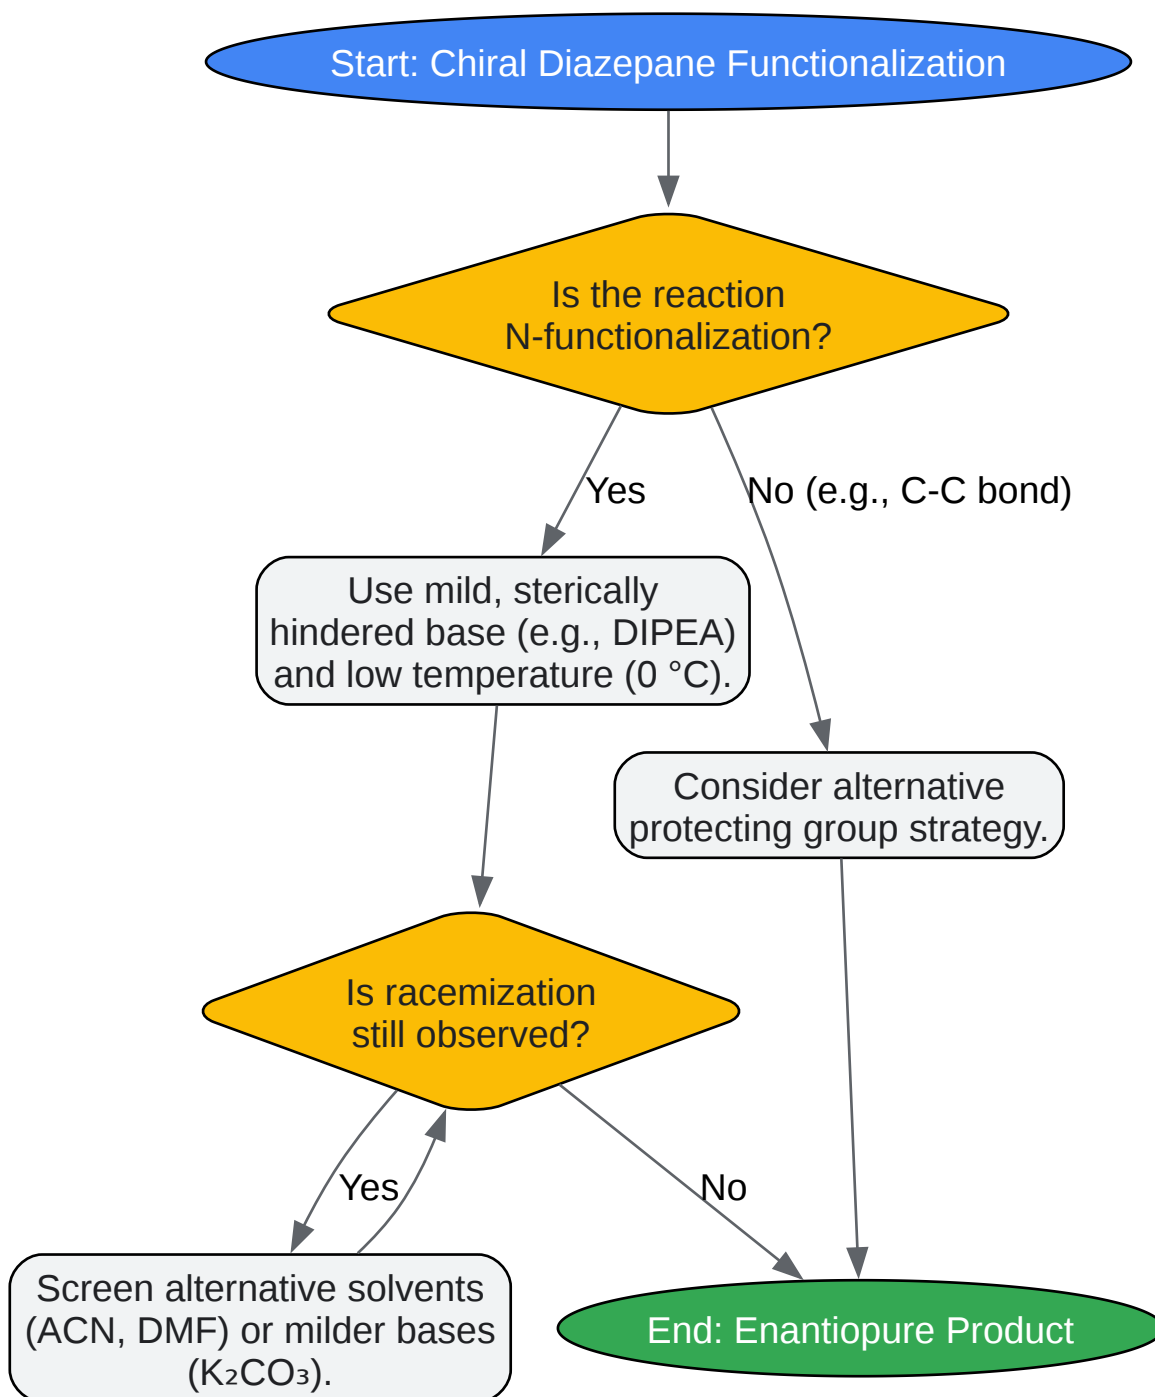 Start: Chiral Diazepane Functionalization
Is the reaction
N-functionalization?
Yes
No (e.g., C-C bond)
Use mild, sterically
hindered base (e.g., DIPEA)
and low temperature (0 °C).
Consider alternative
protecting group strategy.
Is racemization
still observed?
Yes
No
Screen alternative solvents
(ACN, DMF) or milder bases
(K₂CO₃).
End: Enantiopure Product